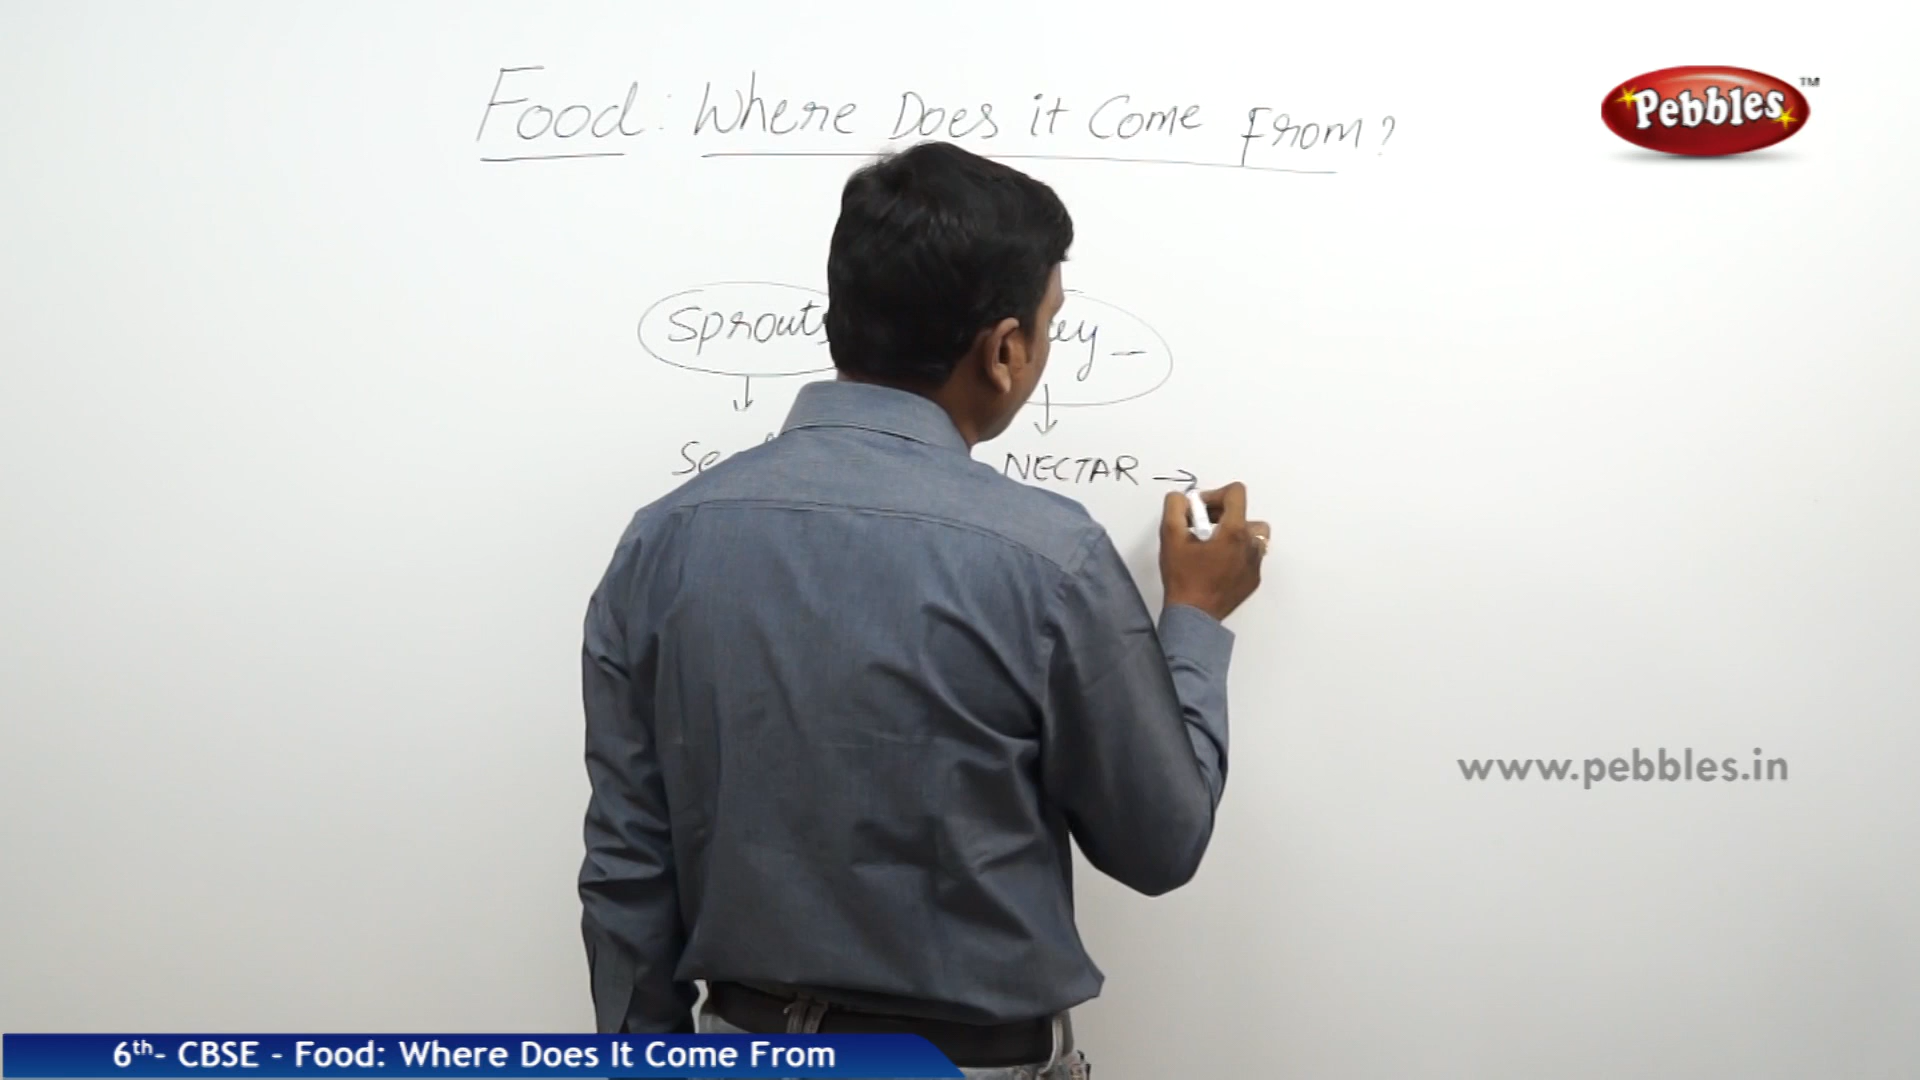 Food: Where Does it Come From?
Pebbles TM
Sprouts
NECTAR →
www.pebbles.in
6th- CBSE - Food: Where Does It Come From